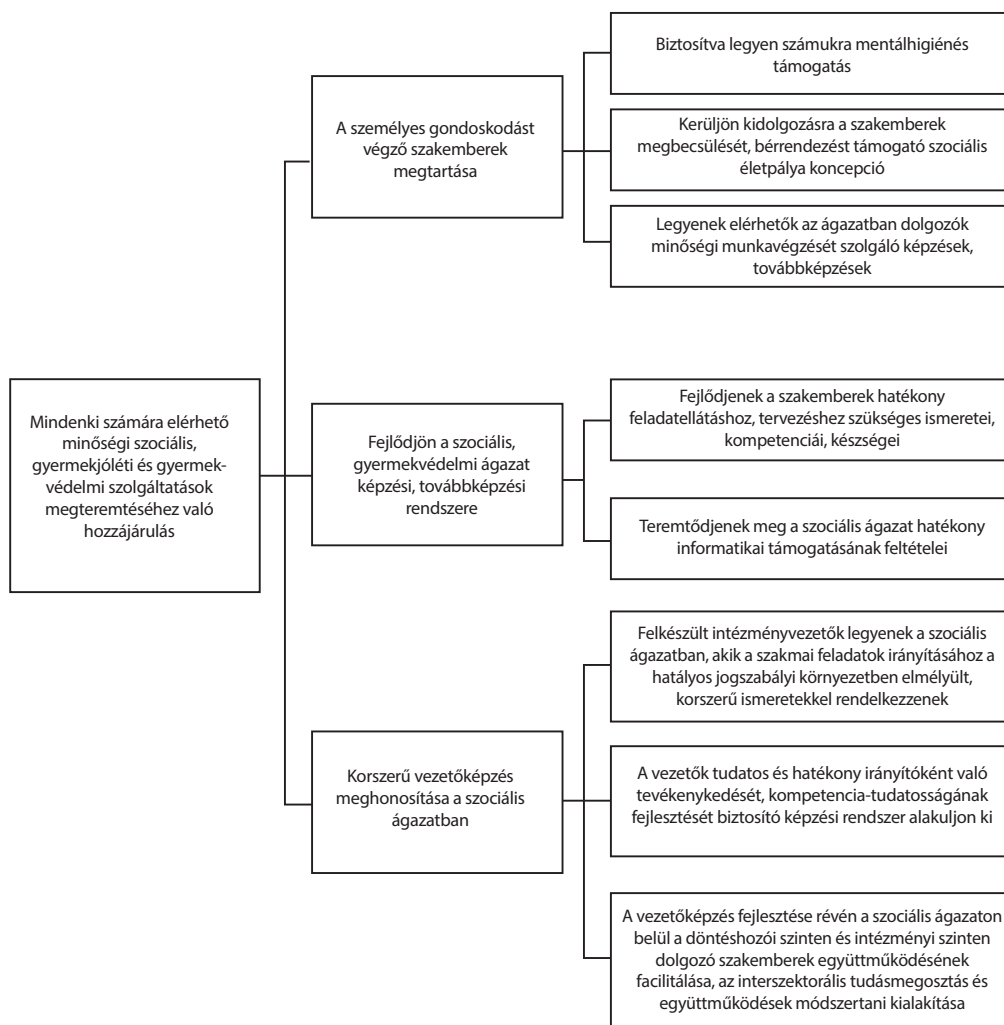 Mindenki számára elérhető
minőségi szociális,
gyermekjóléti és gyermek-
védelmi szolgáltatások
megteremtéséhez való
hozzájárulás
A személyes gondoskodást
végző szakemberek
megtartása
Biztosítva legyen számukra mentálhigiénés
támogatás
Kerüljön kidolgozásra a szakemberek
megbecsülését, bérrendezést támogató szociális
életpálya koncepció
Legyenek elérhetők az ágazatban dolgozók
minőségi munkavégzését szolgáló képzések,
továbbképzések
Fejlődjön a szociális,
gyermekvédelmi ágazat
képzési, továbbképzési
rendszere
Fejlődjenek a szakemberek hatékony
feladatellátáshoz, tervezéshez szükséges ismeretei,
kompetenciái, készségei
Teremtődjenek meg a szociális ágazat hatékony
informatikai támogatásának feltételei
Korszerű vezetőképzés
meghonosítása a szociális
ágazatban
Felkészült intézményvezetők legyenek a szociális
ágazatban, akik a szakmai feladatok irányításához a
hatályos jogszabályi környezetben elmélyült,
korszerű ismeretekkel rendelkezzenek
A vezetők tudatos és hatékony irányítóként való
tevékenykedését, kompetencia-tudatosságának
fejlesztését biztosító képzési rendszer alakuljon ki
A vezetőképzés fejlesztése révén a szociális ágazaton
belül a döntéshozói szinten és intézményi szinten
dolgozó szakemberek együttműködésének
facilitálása, az interszektorális tudásmegosztás és
együttműködések módszertani kialakítása